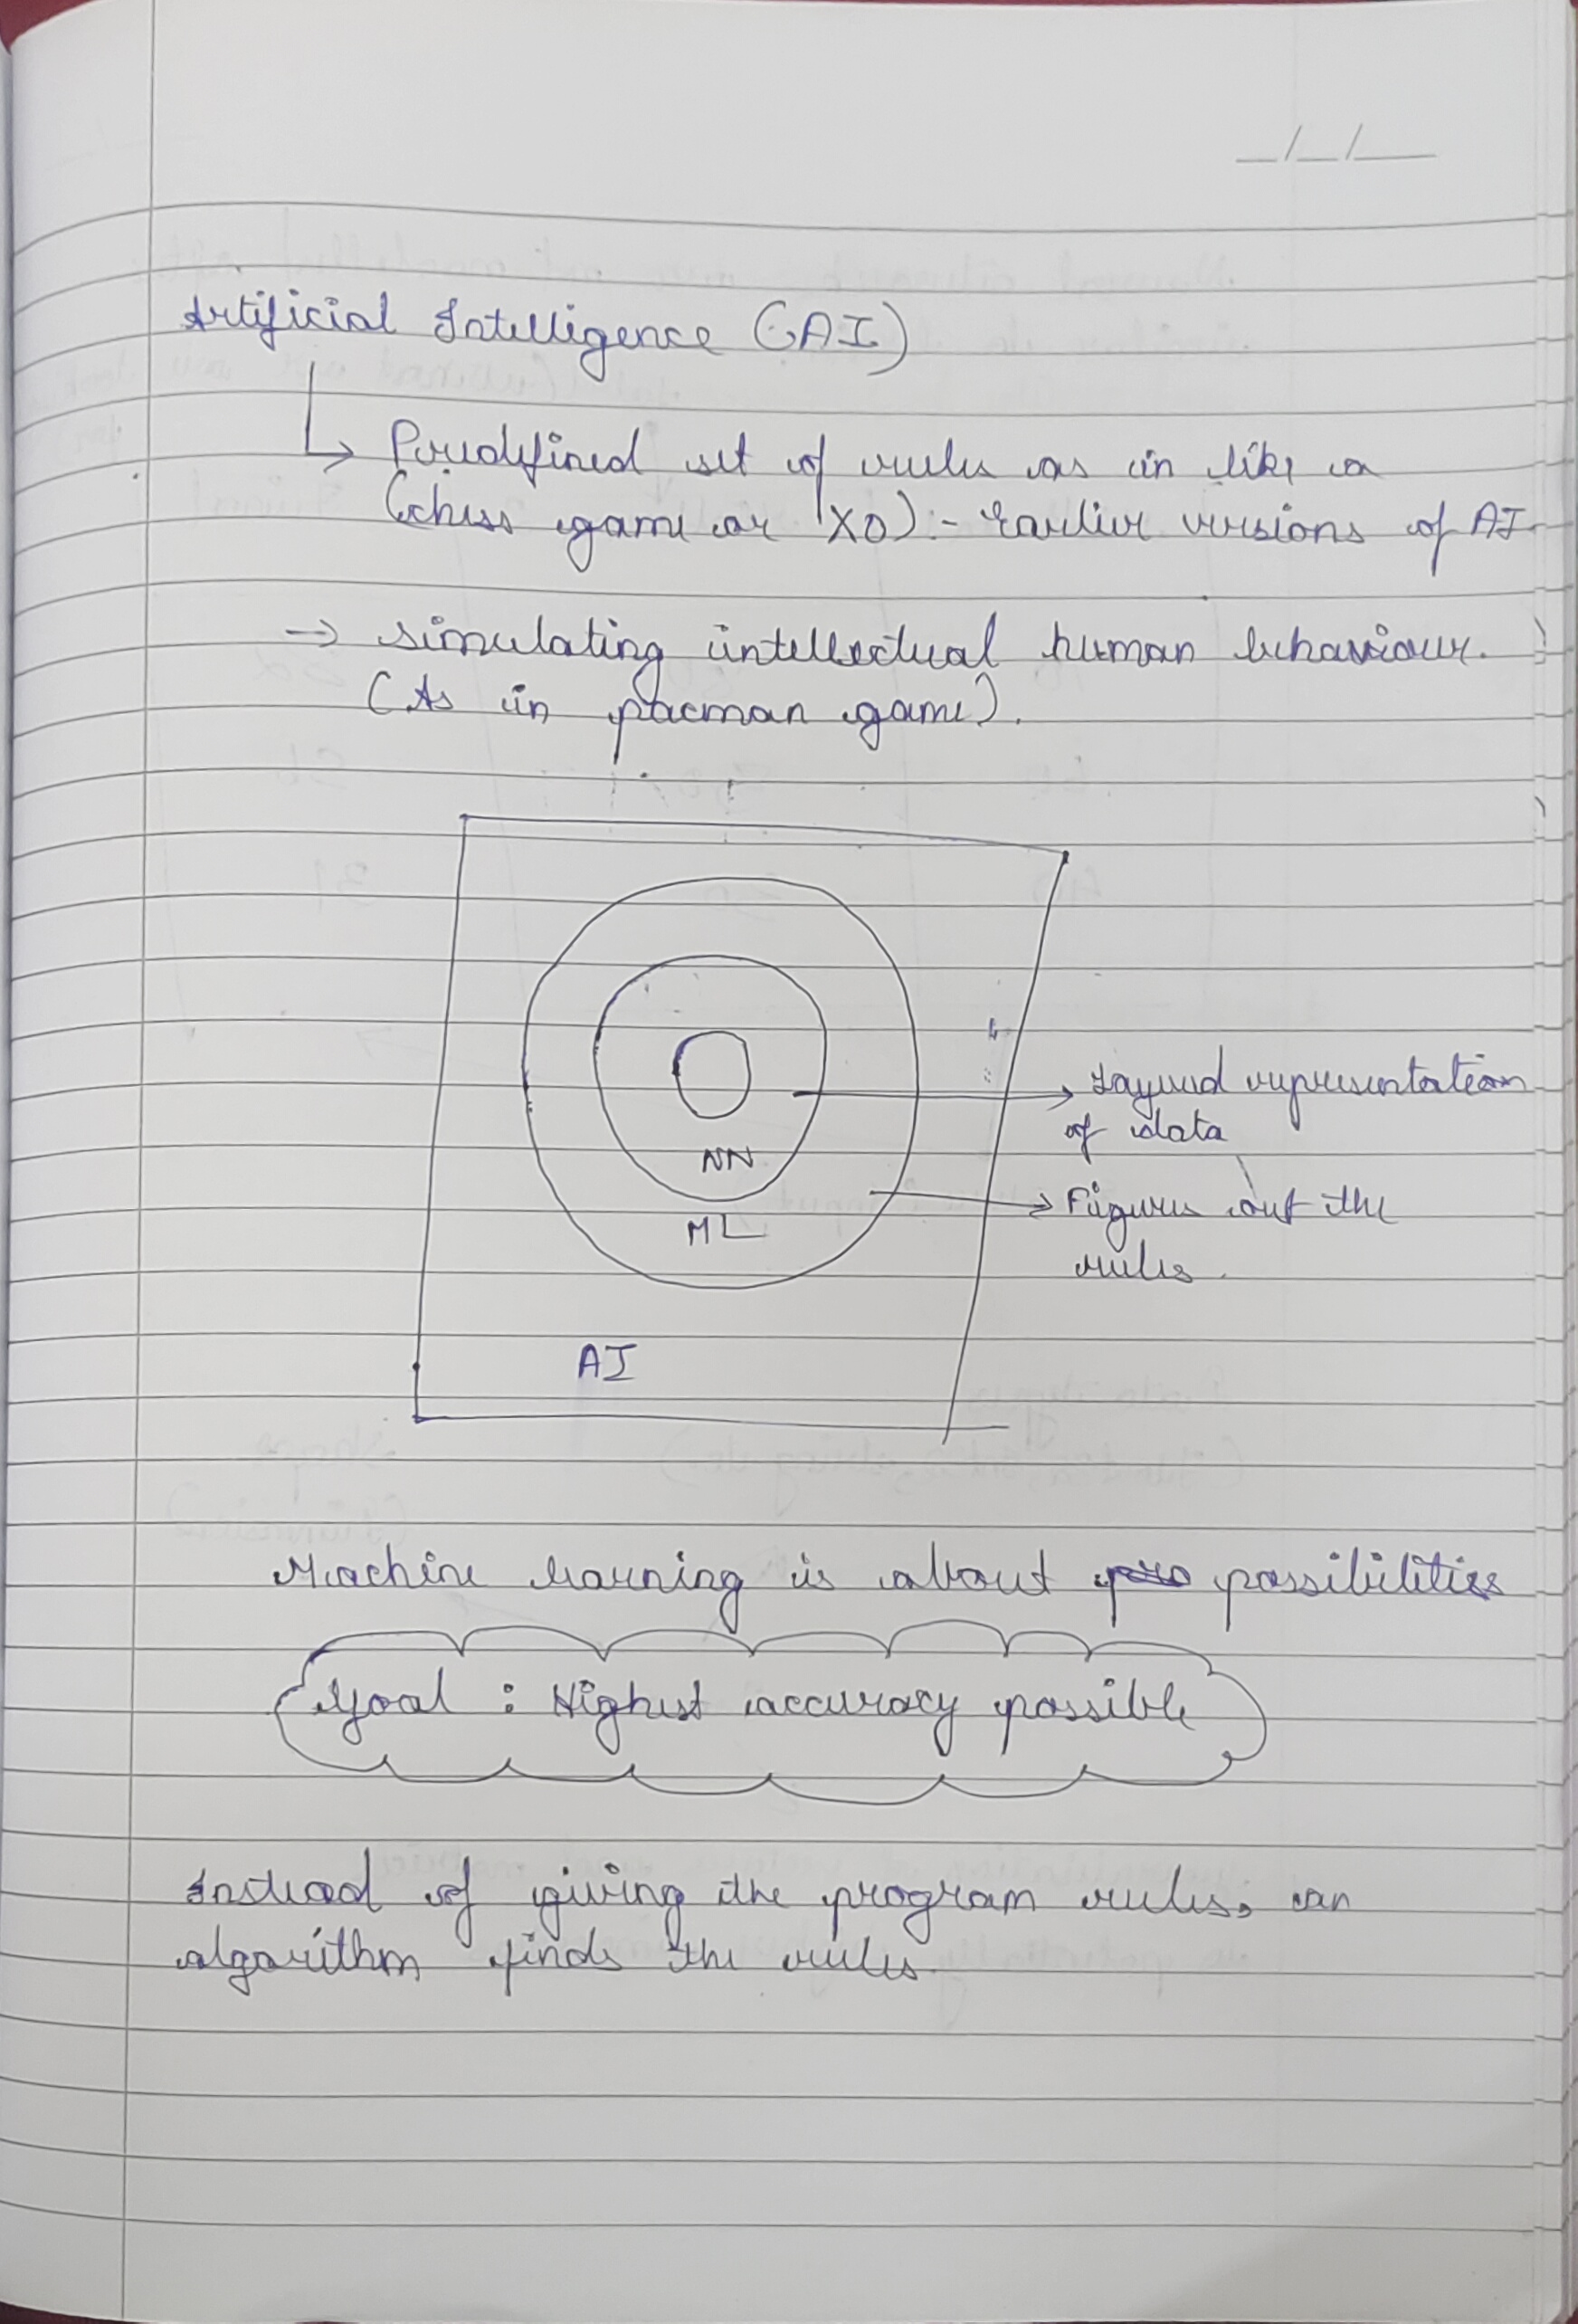 Artificial Intelligence (AI)
Predefined set of rules as in like a
(chess game or XO):- Earlier versions of AI
→ simulating intellectual human behaviour.
(As in pacman game).
Layered representation
of data
NN
Figures out the
rules.
ML
AI
Machine learning is about possibilities
Goal : Highest accuracy possible
Instead of giving the program rules, an
algorithm finds the rules.